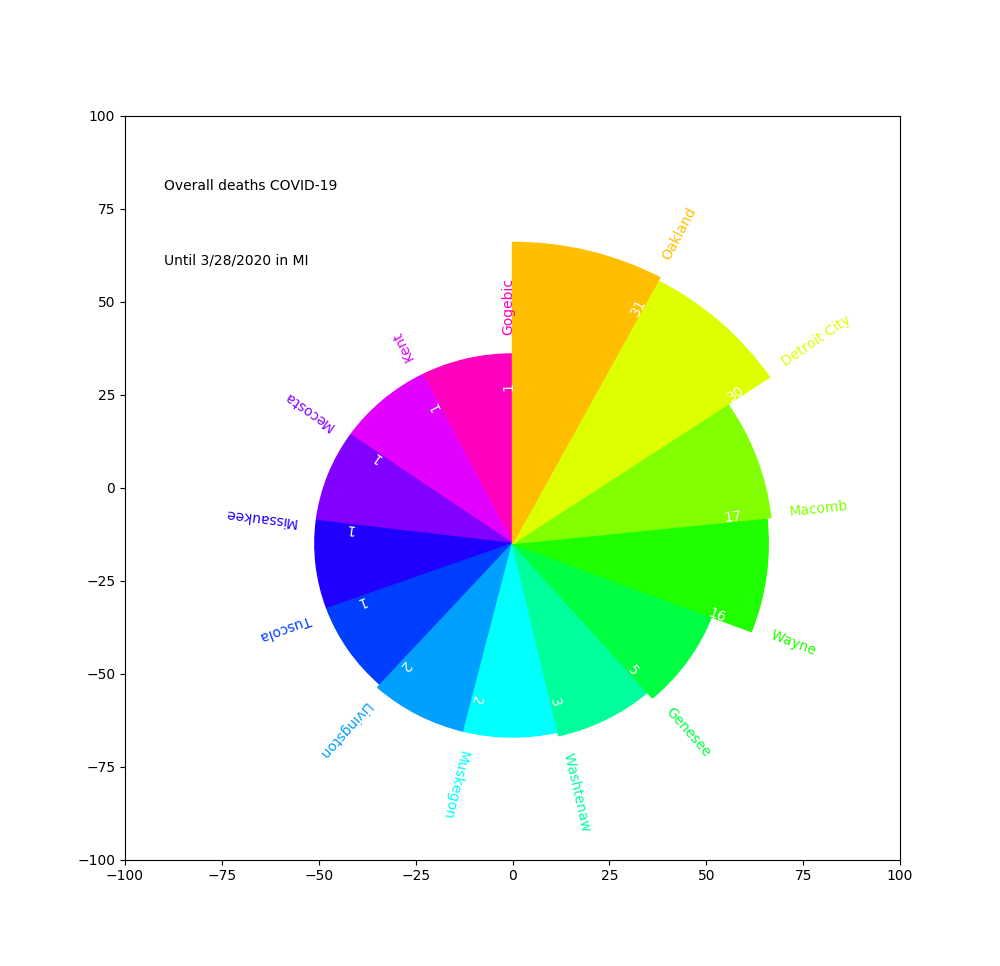 Overall deaths COVID-19
Until 3/28/2020 in MI
Oakland
31
Detroit City
30
Macomb
17
Wayne
16
Genesee
5
Washtenaw
3
Muskegon
2
Livingston
2
Tuscola
1
Missaukee
1
Mecosta
1
Kent
1
Gogebic
1
100
75
50
25
0
−25
−50
−75
−100
−100 −75 −50 −25 0 25 50 75 100